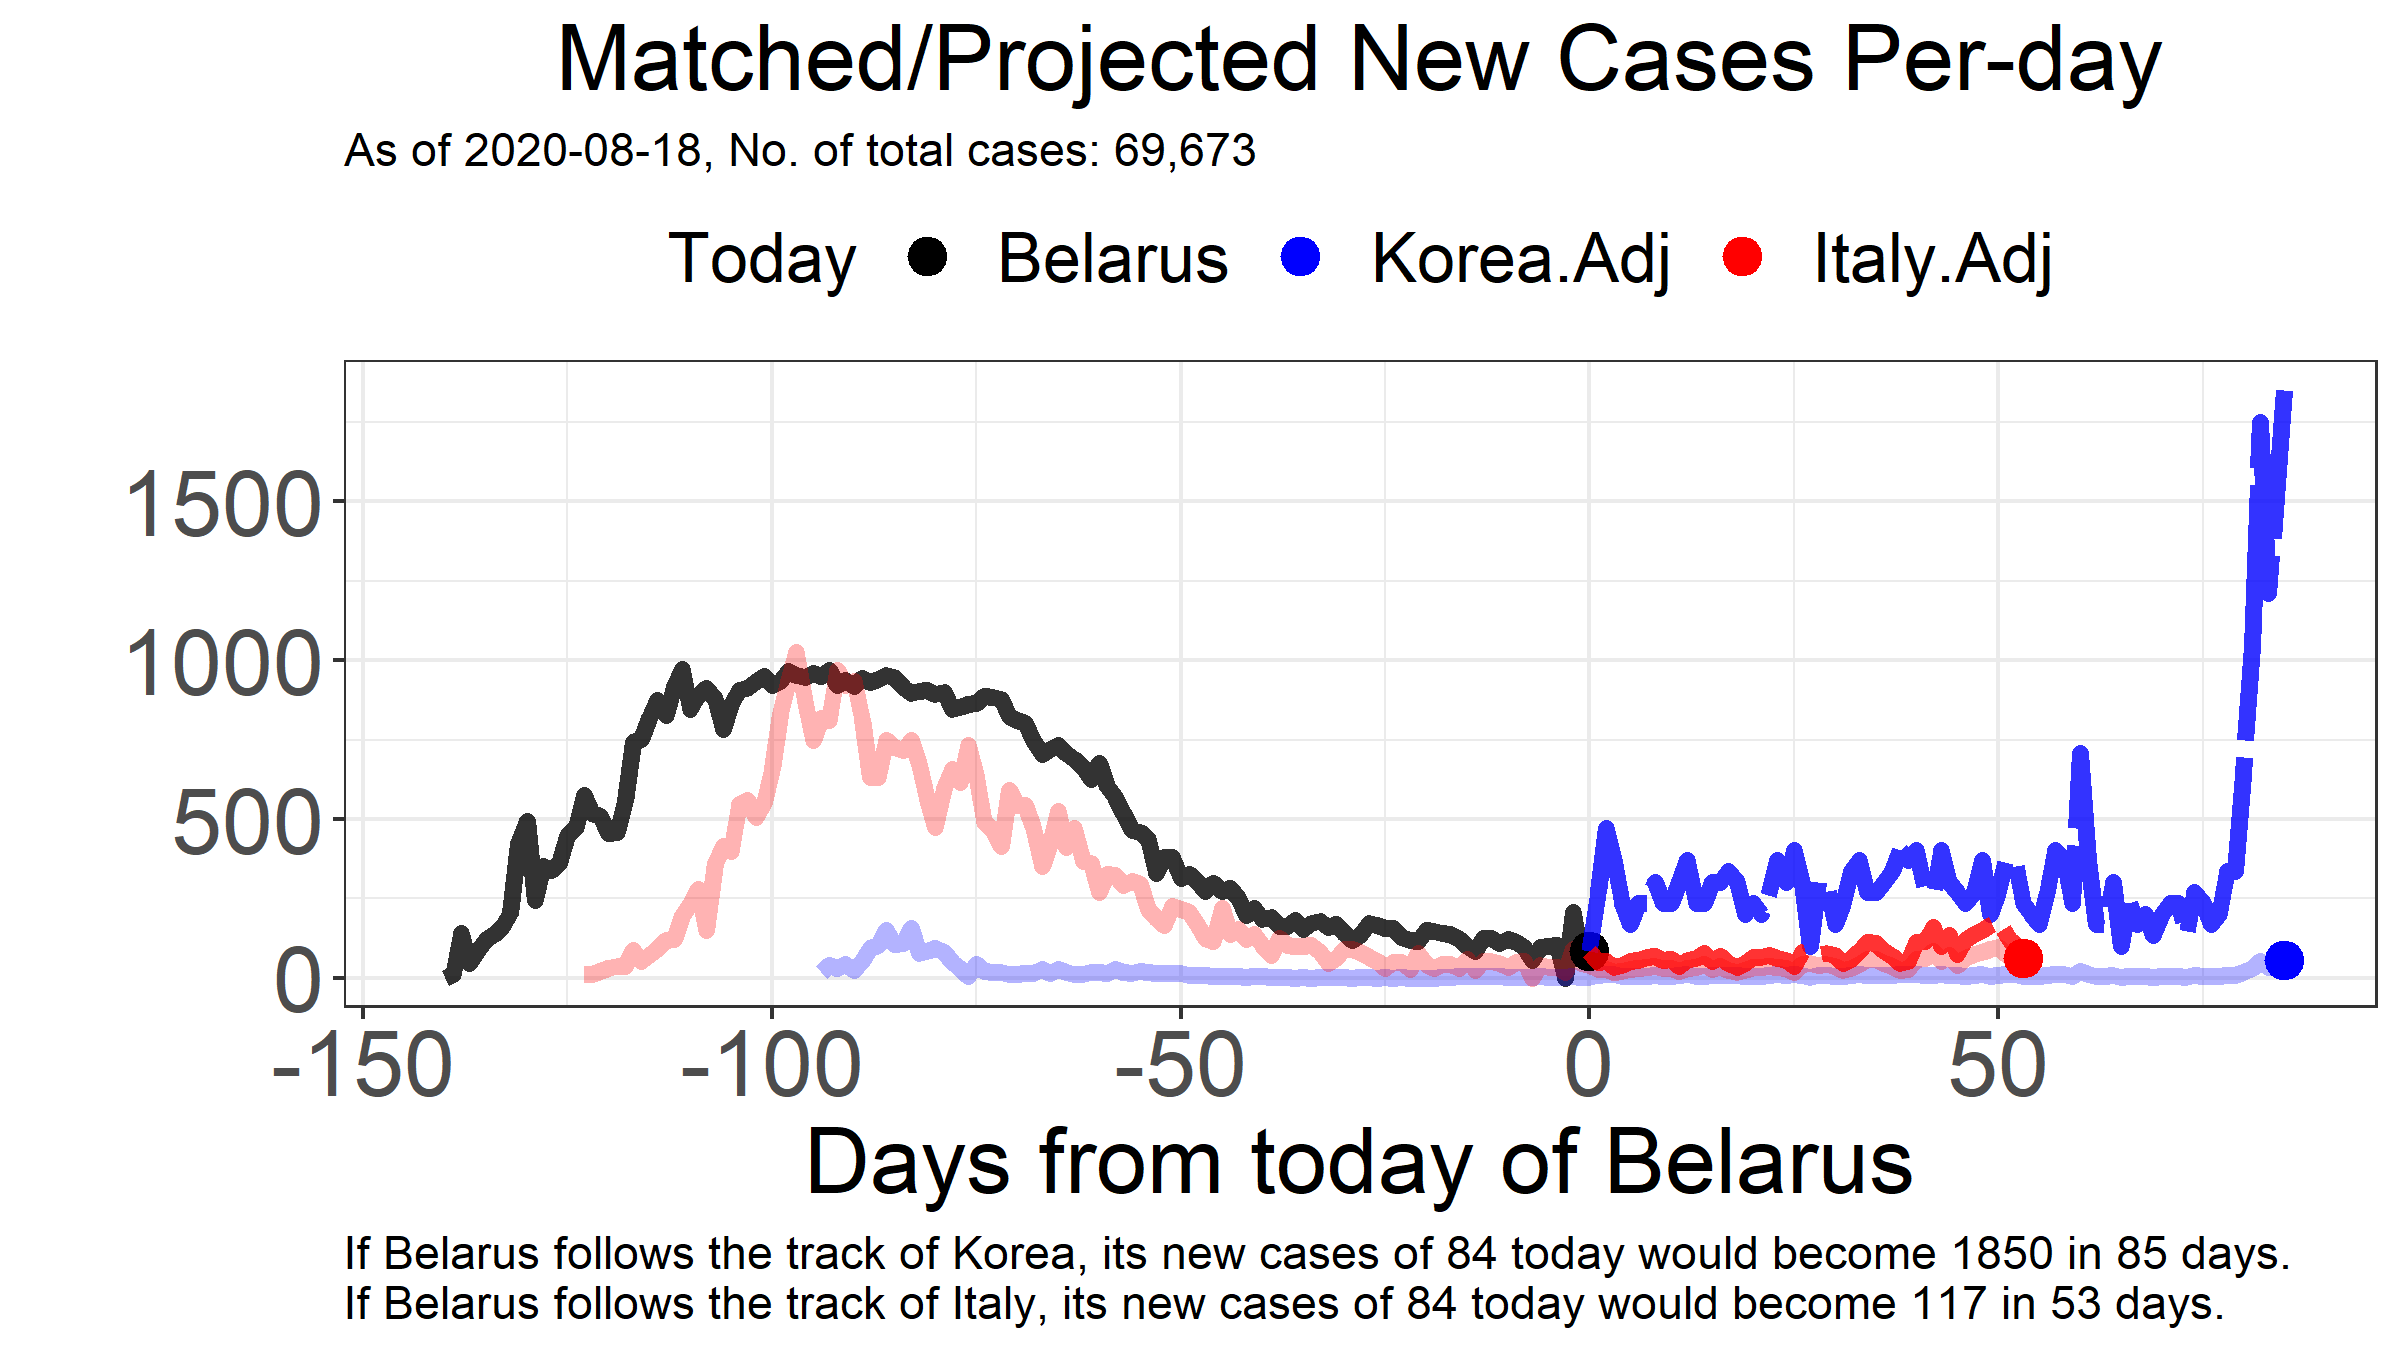 Matched/Projected New Cases Per-day
As of 2020-08-18, No. of total cases: 69,673
Today Belarus Korea.Adj Italy.Adj
1500
1000
500
0
-150 -100 -50 0 50
Days from today of Belarus
If Belarus follows the track of Korea, its new cases of 84 today would become 1850 in 85 days.
If Belarus follows the track of Italy, its new cases of 84 today would become 117 in 53 days.